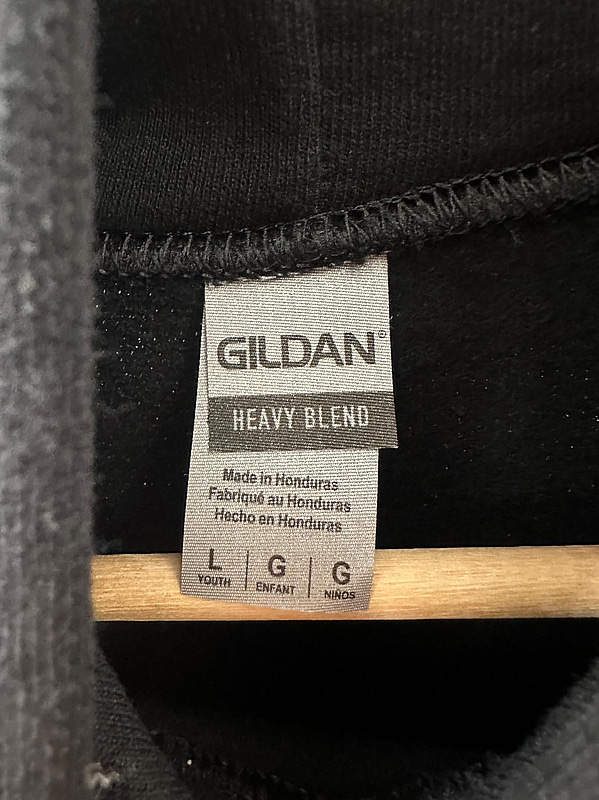 GILDAN®
HEAVY BLEND
Made in Honduras
Fabriqué au Honduras
Hecho en Honduras
L G G
YOUTH ENFANT NIÑOS